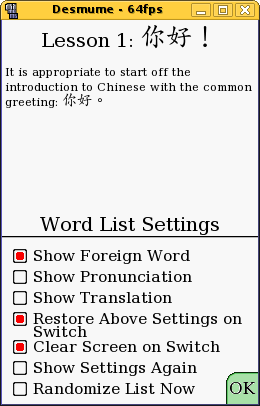 Desmume - 64fps
Lesson 1: 你好！
It is appropriate to start off the
introduction to Chinese with the common
greeting: 你好。
Word List Settings
Show Foreign Word
Show Pronunciation
Show Translation
Restore Above Settings on
Switch
Clear Screen on Switch
Show Settings Again
Randomize List Now
OK